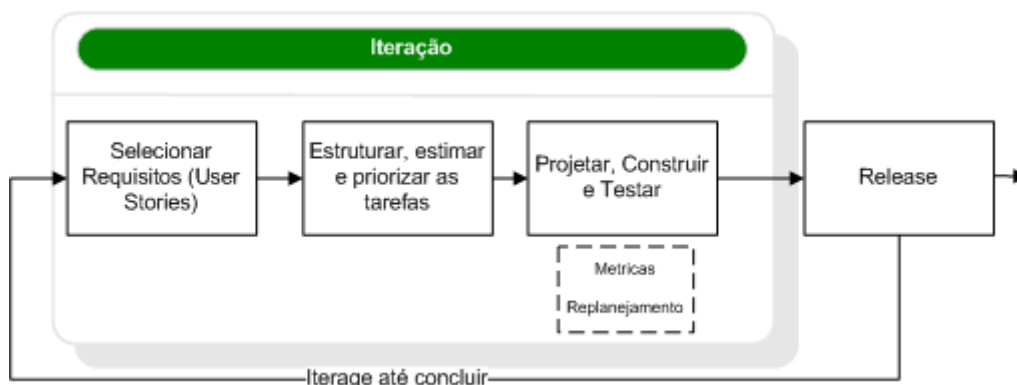 Iteração
Selecionar
Requisitos (User
Stories)
Estruturar, estimar
e priorizar as
tarefas
Projetar, Construir
e Testar
Release
Metricas
Replanejamento
Iterage até concluir